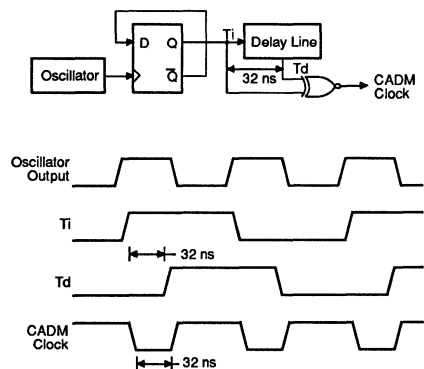 Ti
D Q
Delay Line
Oscillator
Q
32 ns
Td
CADM
Clock
Oscillator
Output
Ti
32 ns
Td
CADM
Clock
32 ns